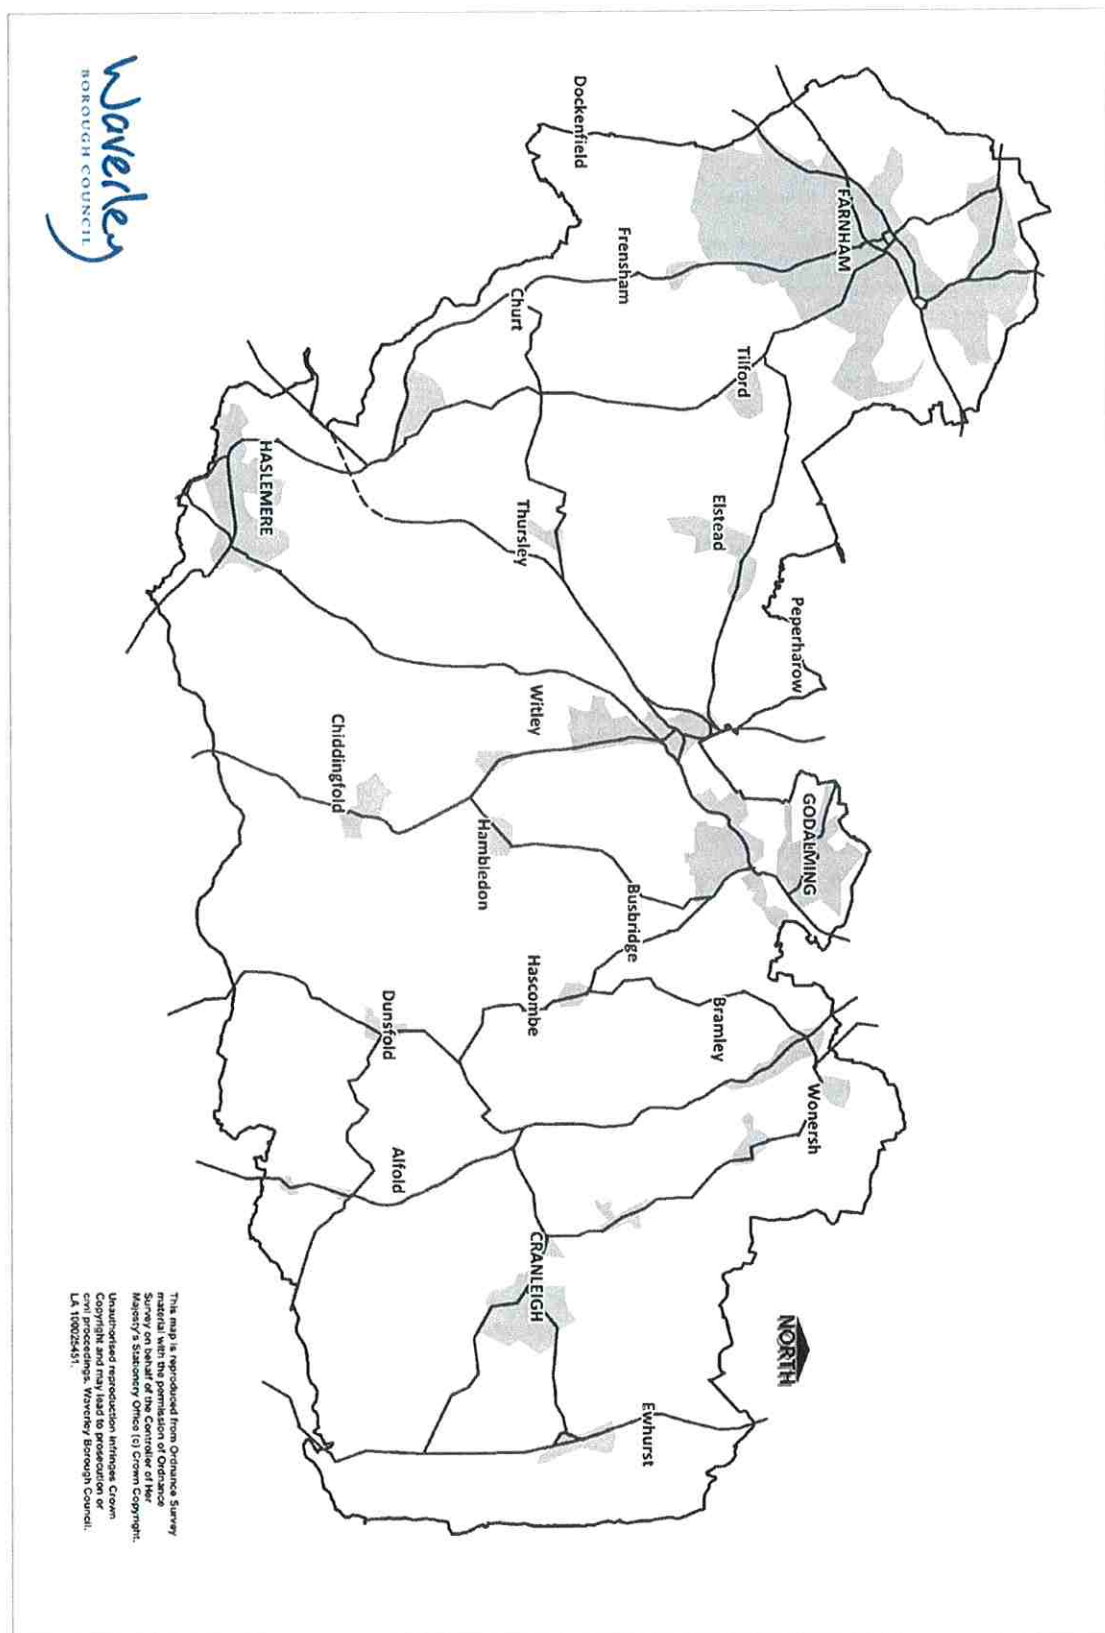 FARNHAM
GODALMING
Wonersh
Peperharow
NORTH
Tilford
Elstead
Bramley
Ewhurst
Busbridge
Frensham
Dockenfield
CRANLEIGH
Witley
Hascombe
Thursley
Churt
Hambledon
Alfold
Dunsfold
Chiddingfold
HASLEMERE
Waverley
BOROUGH COUNCIL
This map is reproduced from Ordnance Survey
material with the permission of Ordnance
Survey on behalf of the Controller of Her
Majesty's Stationery Office (c) Crown Copyright.
Unauthorised reproduction infringes Crown
Copyright and may lead to prosecution or
civil proceedings. Waverley Borough Council.
LA 100025451.